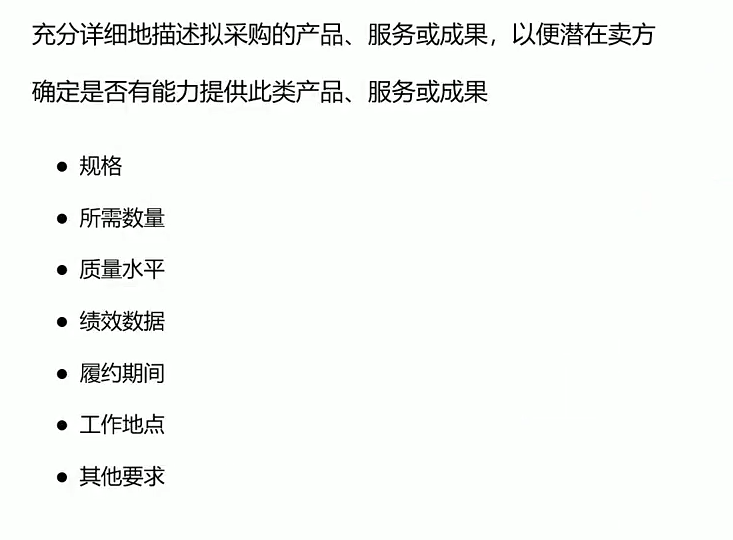 充分详细地描述拟采购的产品、服务或成果，以便潜在卖方
确定是否有能力提供此类产品、服务或成果
● 规格
● 所需数量
● 质量水平
● 绩效数据
● 履约期间
● 工作地点
● 其他要求